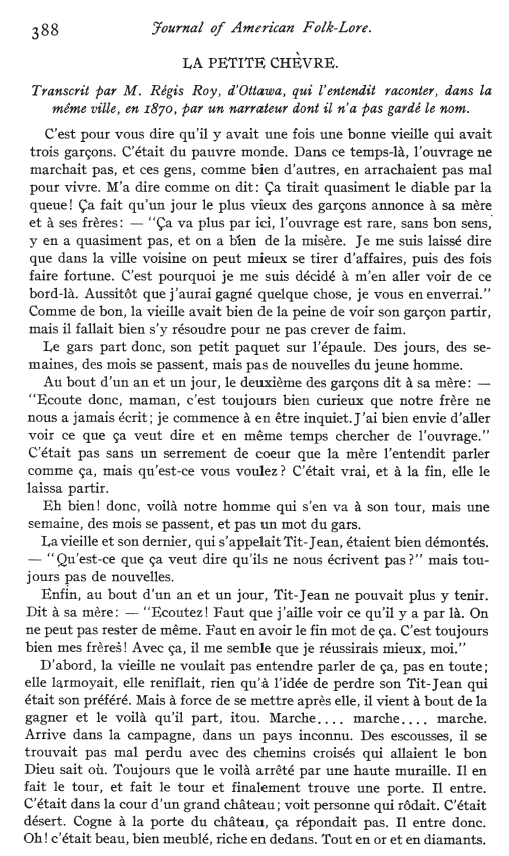 388 Journal of American Folk-Lore.
LA PETITE CHÈVRE.
Transcrit par M. Régis Roy, d'Ottawa, qui l'entendit raconter, dans la
même ville, en 1870, par un narrateur dont il n'a pas gardé le nom.
C'est pour vous dire qu'il y avait une fois une bonne vieille qui avait
trois garçons. C'était du pauvre monde. Dans ce temps-là, l'ouvrage ne
marchait pas, et ces gens, comme bien d'autres, en arrachaient pas mal
pour vivre. M'a dire comme on dit: Ça tirait quasiment le diable par la
queue! Ça fait qu'un jour le plus vieux des garçons annonce à sa mère
et à ses frères: — "Ça va plus par ici, l'ouvrage est rare, sans bon sens,
y en a quasiment pas, et on a bien de la misère. Je me suis laissé dire
que dans la ville voisine on peut mieux se tirer d'affaires, puis des fois
faire fortune. C'est pourquoi je me suis décidé à m'en aller voir de ce
bord-là. Aussitôt que j'aurai gagné quelque chose, je vous en enverrai."
Comme de bon, la vieille avait bien de la peine de voir son garçon partir,
mais il fallait bien s'y résoudre pour ne pas crever de faim.
Le gars part donc, son petit paquet sur l'épaule. Des jours, des se-
maines, des mois se passent, mais pas de nouvelles du jeune homme.
Au bout d'un an et un jour, le deuxième des garçons dit à sa mère: —
"Ecoute donc, maman, c'est toujours bien curieux que notre frère ne
nous a jamais écrit; je commence à en être inquiet. J'ai bien envie d'aller
voir ce que ça veut dire et en même temps chercher de l'ouvrage."
C'était pas sans un serrement de coeur que la mère l'entendit parler
comme ça, mais qu'est-ce vous voulez? C'était vrai, et à la fin, elle le
laissa partir.
Eh bien! donc, voilà notre homme qui s'en va à son tour, mais une
semaine, des mois se passent, et pas un mot du gars.
La vieille et son dernier, qui s'appelait Tit-Jean, étaient bien démontés.
— "Qu'est-ce que ça veut dire qu'ils ne nous écrivent pas?" mais tou-
jours pas de nouvelles.
Enfin, au bout d'un an et un jour, Tit-Jean ne pouvait plus y tenir.
Dit à sa mère: — "Ecoutez! Faut que j'aille voir ce qu'il y a par là. On
ne peut pas rester de même. Faut en avoir le fin mot de ça. C'est toujours
bien mes frères! Avec ça, il me semble que je réussirais mieux, moi."
D'abord, la vieille ne voulait pas entendre parler de ça, pas en toute;
elle larmoyait, elle reniflait, rien qu'à l'idée de perdre son Tit-Jean qui
était son préféré. Mais à force de se mettre après elle, il vient à bout de la
gagner et le voilà qu'il part, itou. Marche.... marche.... marche.
Arrive dans la campagne, dans un pays inconnu. Des escousses, il se
trouvait pas mal perdu avec des chemins croisés qui allaient le bon
Dieu sait où. Toujours que le voilà arrêté par une haute muraille. Il en
fait le tour, et fait le tour et finalement trouve une porte. Il entre.
C'était dans la cour d'un grand château; voit personne qui rôdait. C'était
désert. Cogne à la porte du château, ça répondait pas. Il entre donc.
Oh! c'était beau, bien meublé, riche en dedans. Tout en or et en diamants.